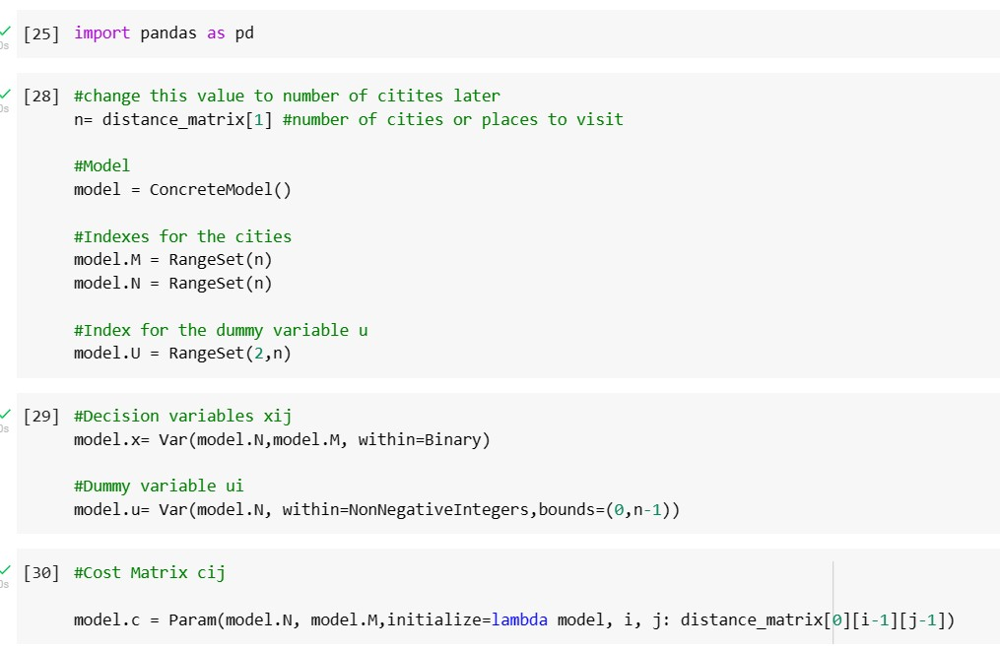 [25] import pandas as pd
0s
[28] #change this value to number of citites later
0s
n= distance_matrix[1] #number of cities or places to visit
#Model
model = ConcreteModel()
#Indexes for the cities
model.M = RangeSet(n)
model.N = RangeSet(n)
#Index for the dummy variable u
model.U = RangeSet(2,n)
[29] #Decision variables xij
0s
model.x= Var(model.N,model.M, within=Binary)
#Dummy variable ui
model.u= Var(model.N, within=NonNegativeIntegers,bounds=(0,n-1))
[30] #Cost Matrix cij
0s
model.c = Param(model.N, model.M,initialize=lambda model, i, j: distance_matrix[0][i-1][j-1])